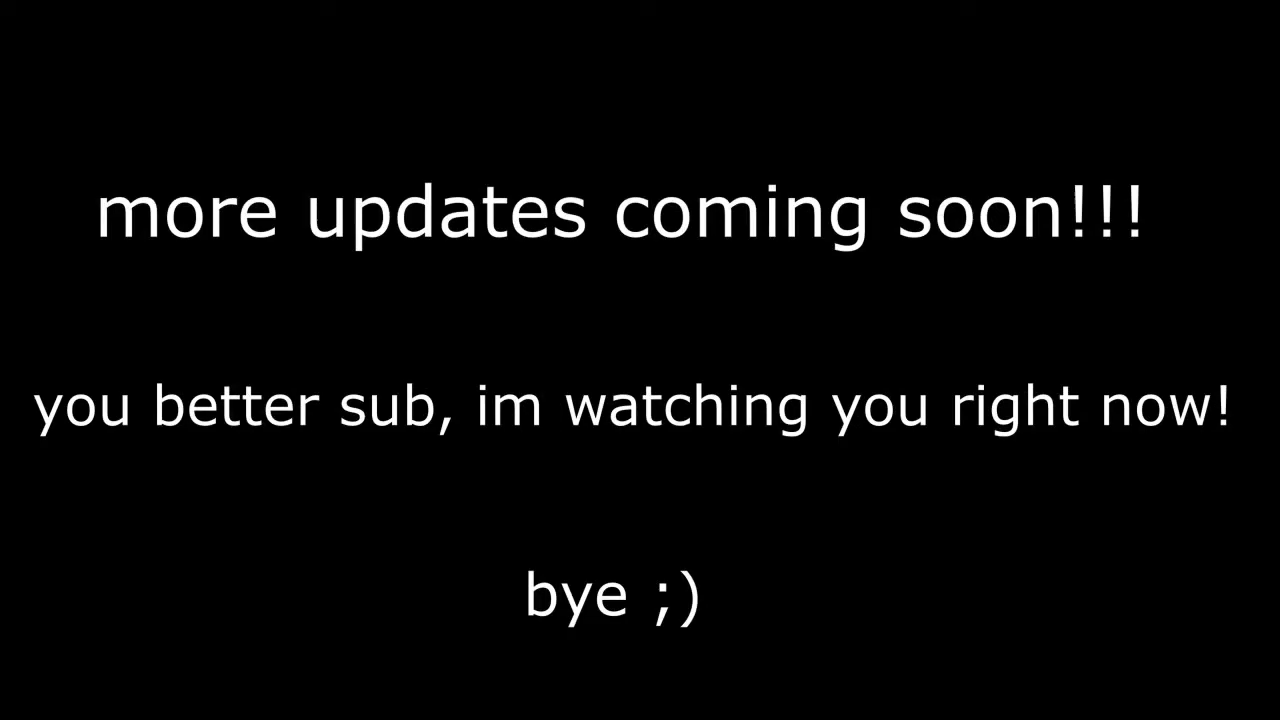 more updates coming soon!!!
you better sub, im watching you right now!
bye ;)